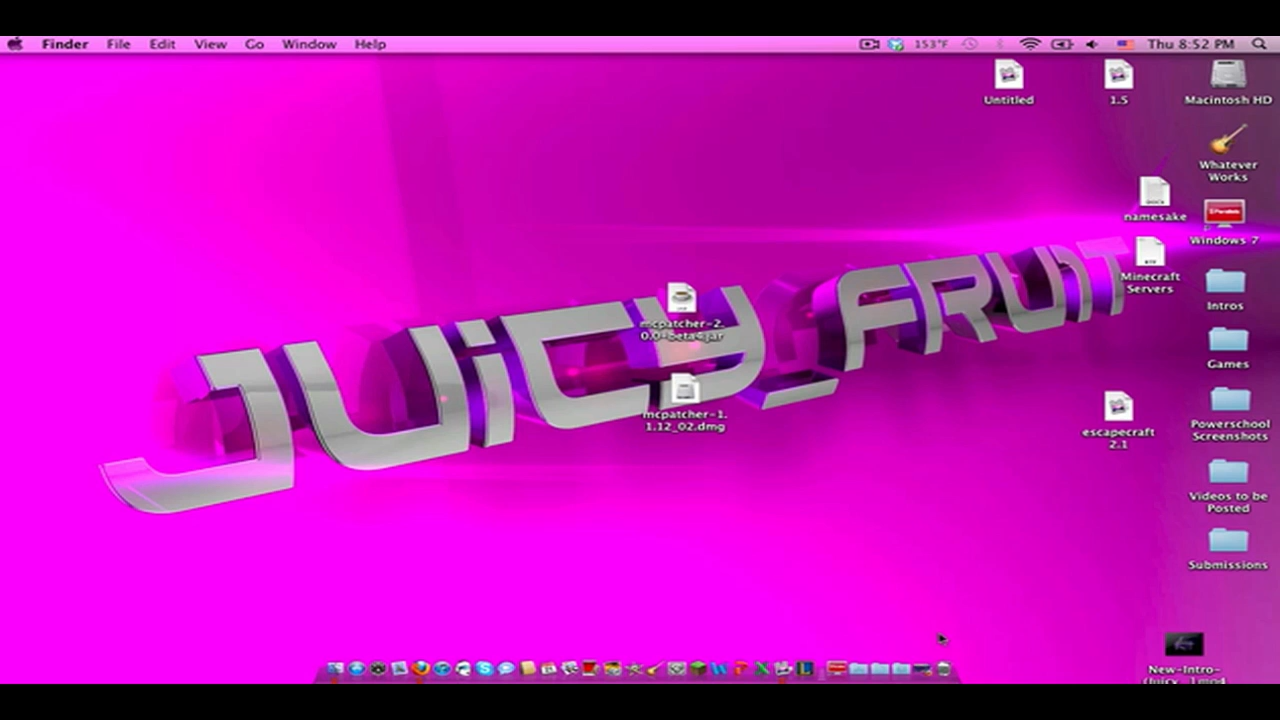 Finder File Edit View Go Window Help 153°F Thu 8:52 PM
Untitled
1.5
Macintosh HD
Whatever
Works
namesake
Windows 7
Minecraft
Servers
Intros
JUICY_FRUIT
mcpatcher-2.
0.0-beta4.jar
Games
mcpatcher-1.
1.12_02.dmg
escapecraft
2.1
Powerschool
Screenshots
Videos to be
Posted
Submissions
New-Intro-